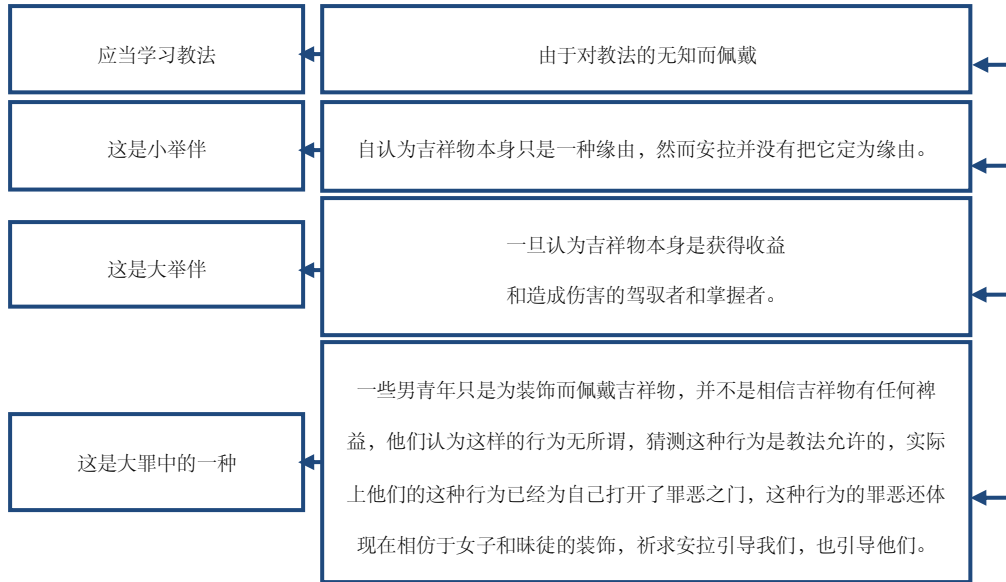 应当学习教法
由于对教法的无知而佩戴
这是小举伴
自认为吉祥物本身只是一种缘由，然而安拉并没有把它定为缘由。
这是大举伴
一旦认为吉祥物本身是获得收益
和造成伤害的驾驭者和掌握者。
这是大罪中的一种
一些男青年只是为装饰而佩戴吉祥物，并不是相信吉祥物有任何裨
益，他们认为这样的行为无所谓，猜测这种行为是教法允许的，实际
上他们的这种行为已经为自己打开了罪恶之门，这种行为的罪恶还体
现在相仿于女子和昧徒的装饰，祈求安拉引导我们，也引导他们。